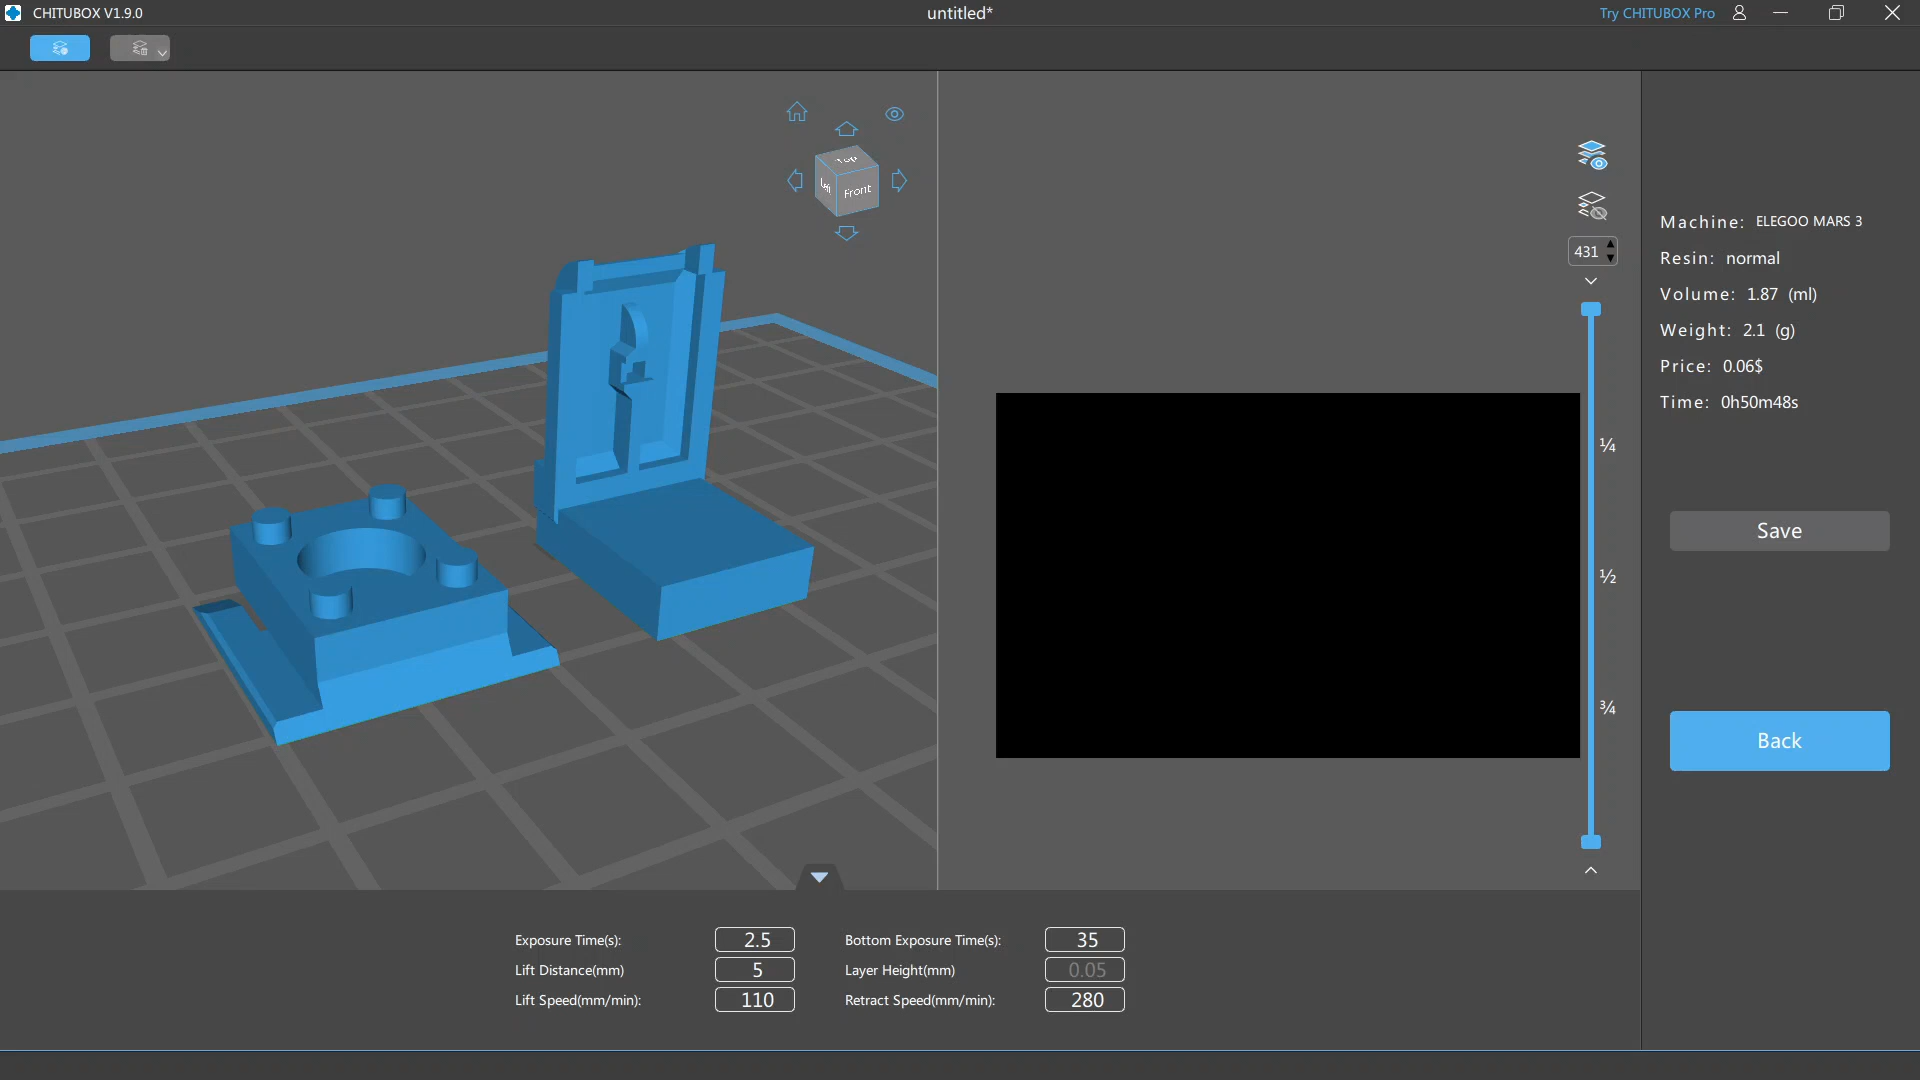 CHITUBOX V1.9.0
untitled*
Try CHITUBOX Pro
Top
Left
Front
431
¼
½
¾
Machine: ELEGOO MARS 3
Resin: normal
Volume: 1.87 (ml)
Weight: 2.1 (g)
Price: 0.06$
Time: 0h50m48s
Save
Back
Exposure Time(s): 2.5 Bottom Exposure Time(s): 35
Lift Distance(mm) 5 Layer Height(mm) 0.05
Lift Speed(mm/min): 110 Retract Speed(mm/min): 280